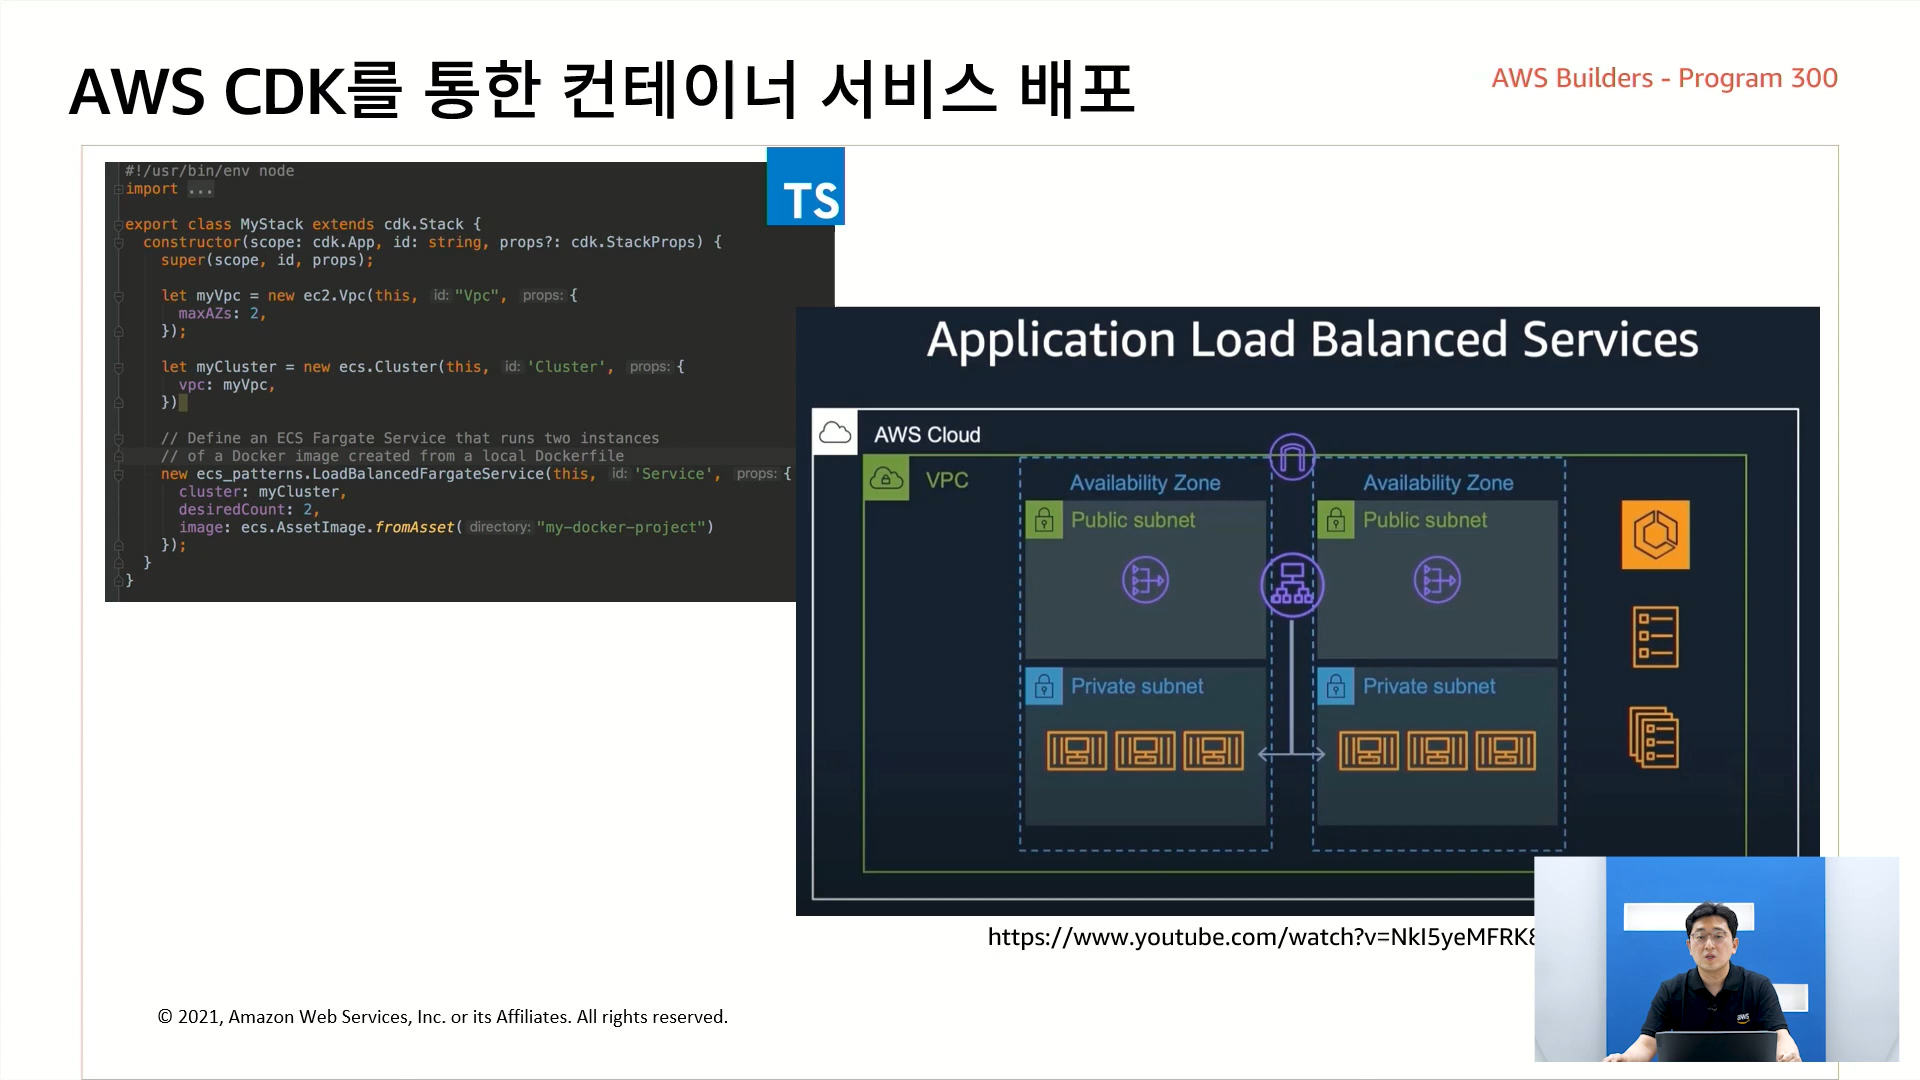 AWS CDK를 통한 컨테이너 서비스 배포
AWS Builders - Program 300
#!/usr/bin/env node
import ...
TS
export class MyStack extends cdk.Stack {
constructor(scope: cdk.App, id: string, props?: cdk.StackProps) {
super(scope, id, props);
let myVpc = new ec2.Vpc(this, id: "Vpc", props: {
maxAZs: 2,
});
let myCluster = new ecs.Cluster(this, id: 'Cluster', props: {
vpc: myVpc,
})
// Define an ECS Fargate Service that runs two instances
// of a Docker image created from a local Dockerfile
new ecs_patterns.LoadBalancedFargateService(this, id: 'Service', props: {
cluster: myCluster,
desiredCount: 2,
image: ecs.AssetImage.fromAsset( directory: "my-docker-project")
});
}
}
Application Load Balanced Services
AWS Cloud
VPC
Availability Zone
Availability Zone
Public subnet
Public subnet
Private subnet
Private subnet
https://www.youtube.com/watch?v=NkI5yeMFRK8
aws
© 2021, Amazon Web Services, Inc. or its Affiliates. All rights reserved.